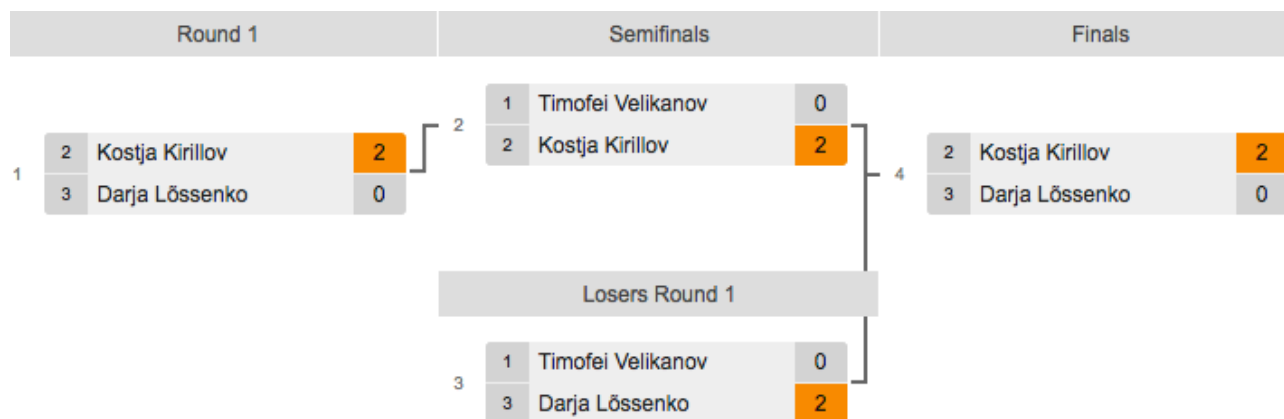 Round 1
Semifinals
Finals
1
2 Kostja Kirillov 2
3 Darja Lõssenko 0
2
1 Timofei Velikanov 0
2 Kostja Kirillov 2
4
2 Kostja Kirillov 2
3 Darja Lõssenko 0
Losers Round 1
3
1 Timofei Velikanov 0
3 Darja Lõssenko 2